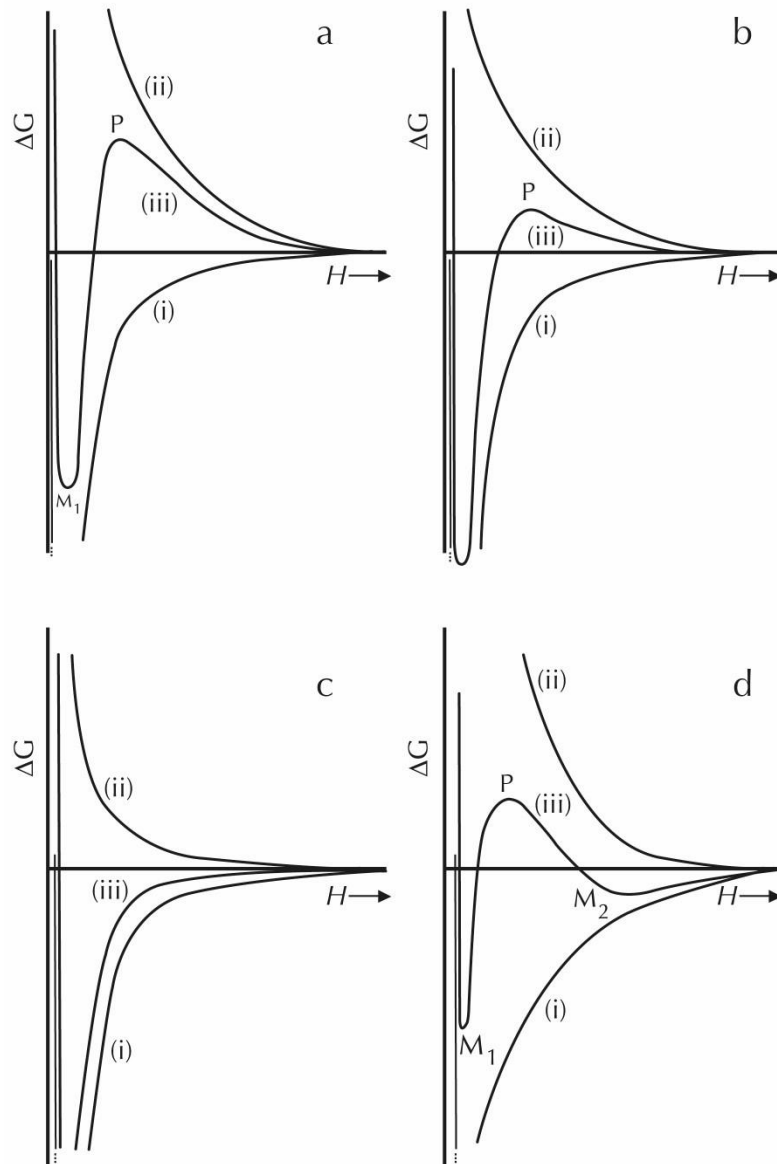 a
(ii)
P
ΔG
(iii)
H
(i)
M1
b
(ii)
ΔG
P
(iii)
H
(i)
c
(ii)
ΔG
(iii)
H
(i)
d
(ii)
ΔG
P
(iii)
H
M2
(i)
M1